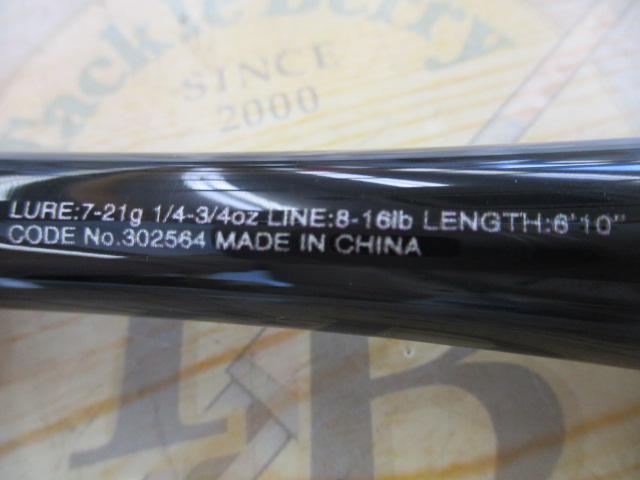 Tackle Berry
SINCE
2000
LURE:7-21g 1/4-3/4oz LINE:8-16lb LENGTH:6'10"
CODE No.302564 MADE IN CHINA